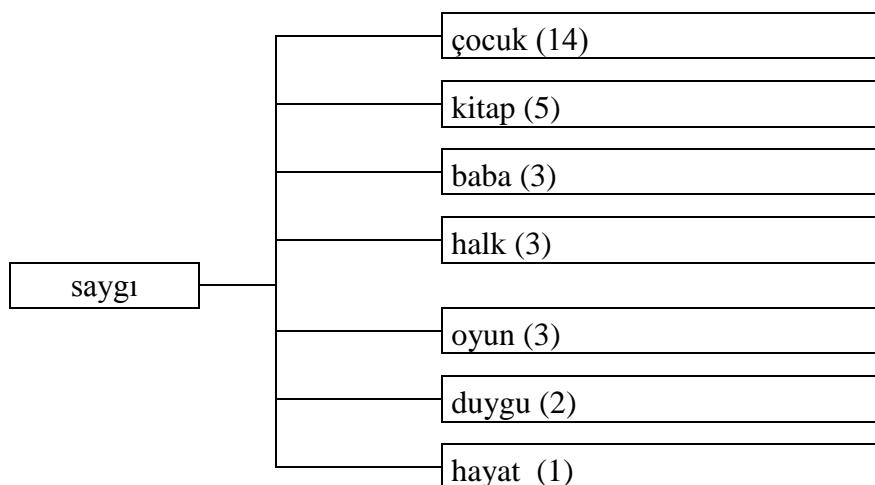 çocuk (14)
kitap (5)
baba (3)
halk (3)
saygı
oyun (3)
duygu (2)
hayat (1)